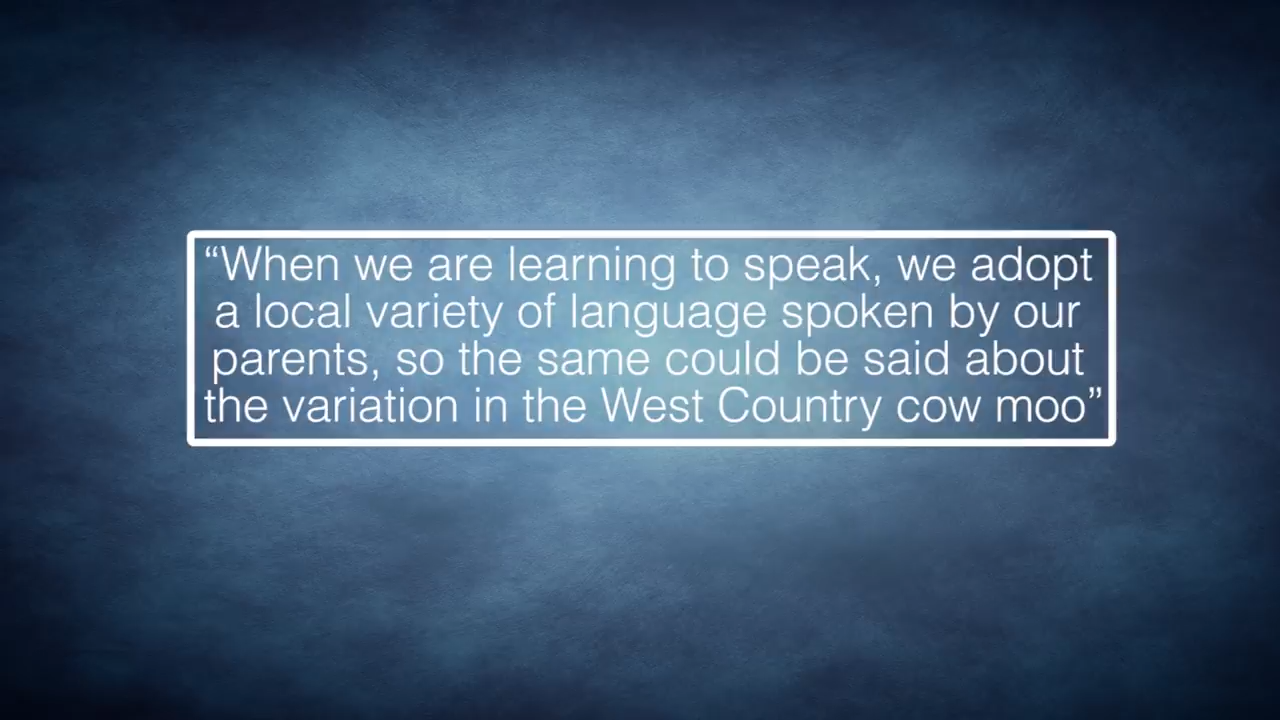 “When we are learning to speak, we adopt
a local variety of language spoken by our
parents, so the same could be said about
the variation in the West Country cow moo”